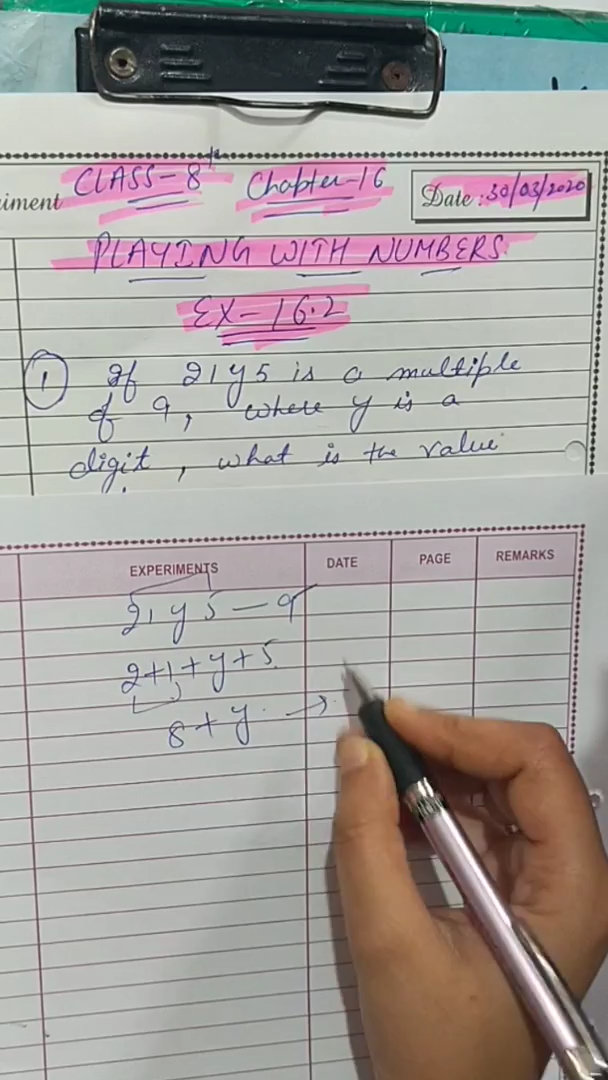 iment CLASS-8th Chapter-16 Date: 30/03/2020
PLAYING WITH NUMBERS.
EX-16.2
1 If 21y5 is a multiple
of 9, where y is a
digit, what is the value
EXPERIMENTS DATE PAGE REMARKS
21y5 - 9
2+1+y+5
8+y →